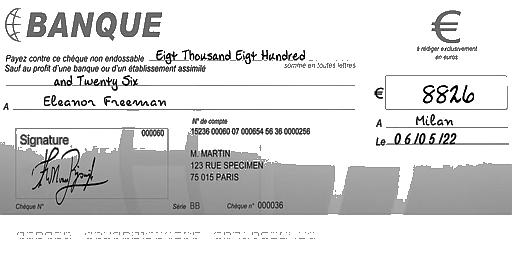 BANQUE
€
à rédiger exclusivement
en euros
Payez contre ce chèque non endossable Eigt Thousand Eigt Hundred
Sauf au profit d'une banque ou d'un établissement assimilé
somme en toutes lettres
and Twenty Six
A Eleanor Freeman
€ 8826
A Milan
Le 06/05/22
Signature
000060
N° de compte
15236 00060 07 000654 56 36 0000256
M. MARTIN
123 RUE SPECIMEN
75 015 PARIS
Chèque N°
Série BB
Chèque n° 000036